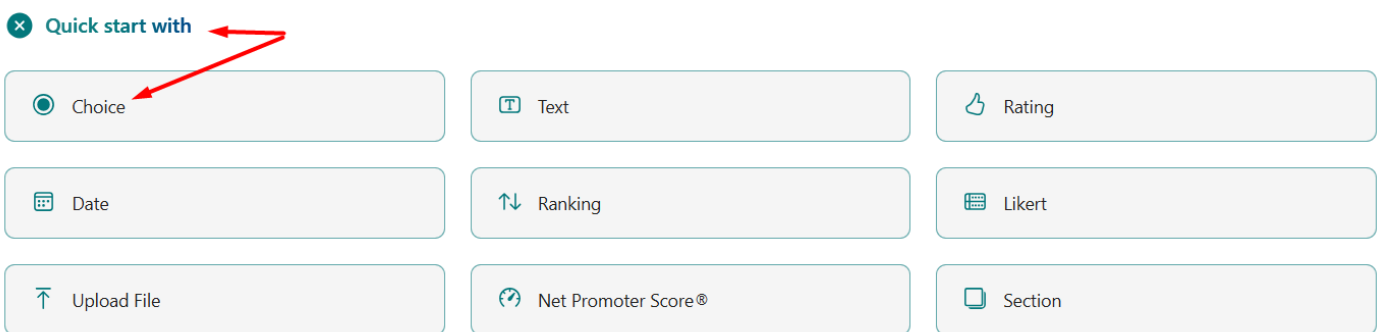 Quick start with
Choice
Text
Rating
Date
Ranking
Likert
Upload File
Net Promoter Score®
Section